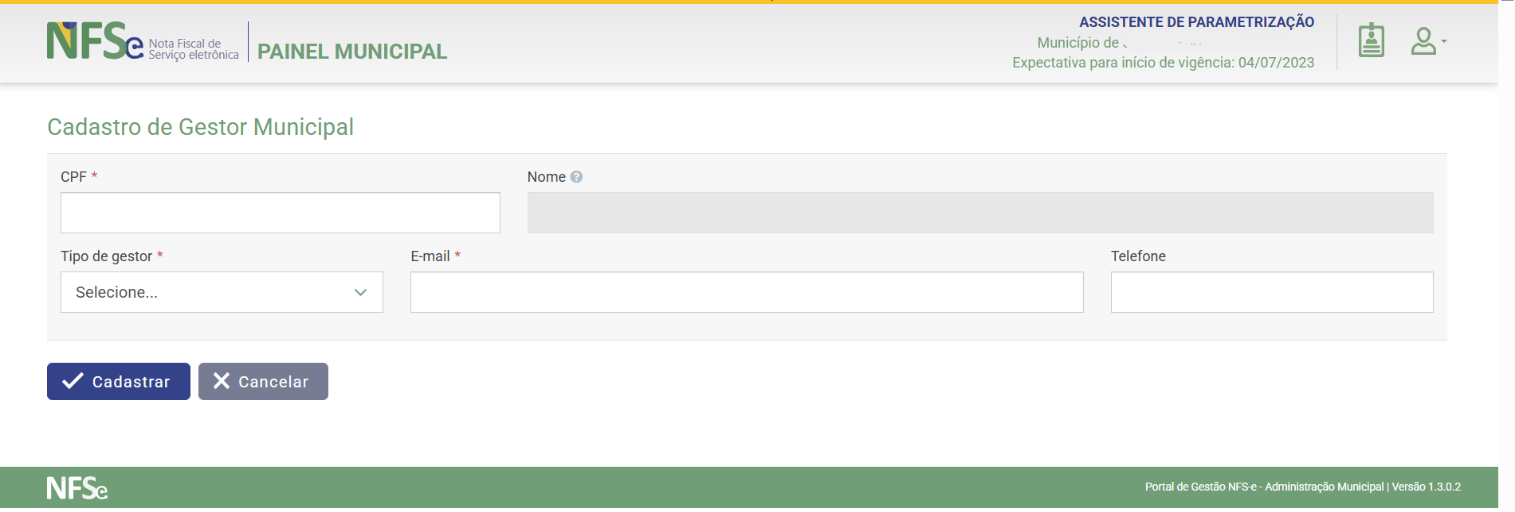 ASSISTENTE DE PARAMETRIZAÇÃO
NFSe Nota Fiscal de
Serviço eletrônica
PAINEL MUNICIPAL
Município de
Expectativa para início de vigência: 04/07/2023
Cadastro de Gestor Municipal
CPF * Nome ?
Tipo de gestor * E-mail * Telefone
Selecione...
Cadastrar Cancelar
NFSe
Portal de Gestão NFS-e - Administração Municipal | Versão 1.3.0.2